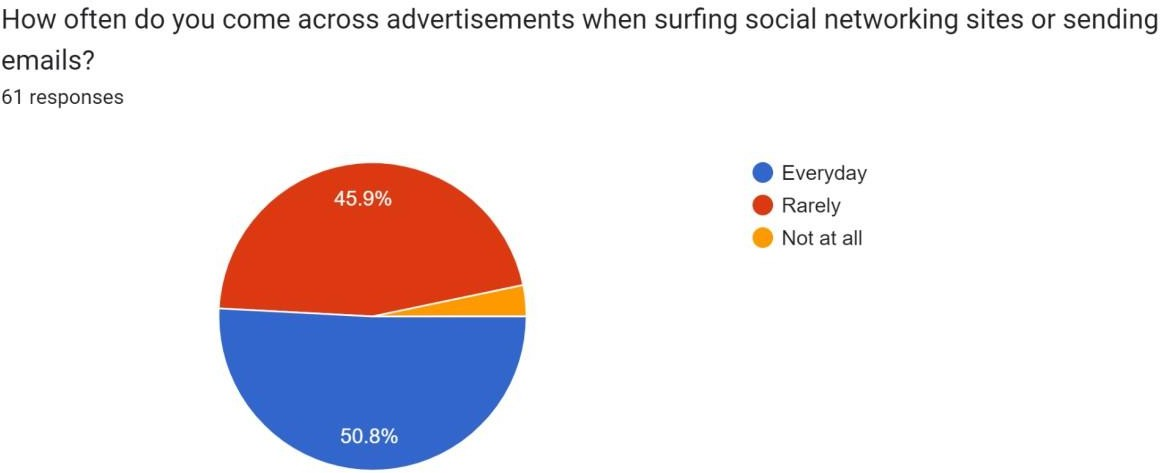 How often do you come across advertisements when surfing social networking sites or sending
emails?
61 responses
45.9%
50.8%
Everyday
Rarely
Not at all